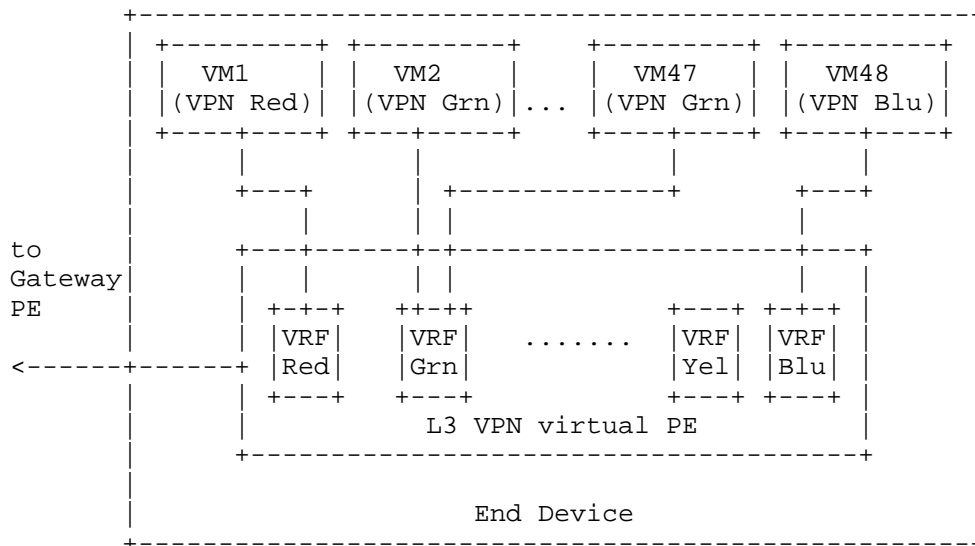 VM1 VM2 VM47 VM48
(VPN Red) (VPN Grn) ... (VPN Grn) (VPN Blu)
to
Gateway
PE
VRF VRF ....... VRF VRF
Red Grn Yel Blu
L3 VPN virtual PE
End Device